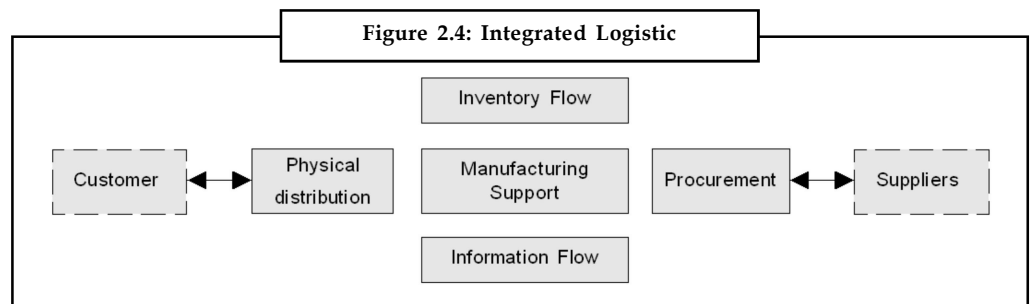 Figure 2.4: Integrated Logistic
Inventory Flow
Customer
Physical
distribution
Manufacturing
Support
Procurement
Suppliers
Information Flow